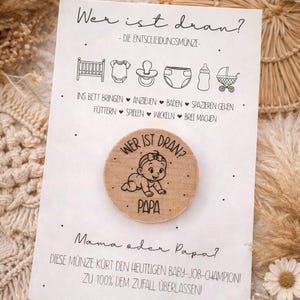 Wer ist dran?
- DIE ENTSCHEIDUNGSMÜNZE -
INS BETT BRINGEN ♥ ANZIEHEN ♥ BADEN ♥ SPAZIEREN GEHEN
FÜTTERN ♥ SPIELEN ♥ WICKELN ♥ BREI MACHEN
WER IST DRAN?
PAPA
Mama oder Papa?
DIESE MÜNZE KÜRT DEN HEUTIGEN BABY-JOB-CHAMPION!
ZU 100% DEM ZUFALL ÜBERLASSEN!